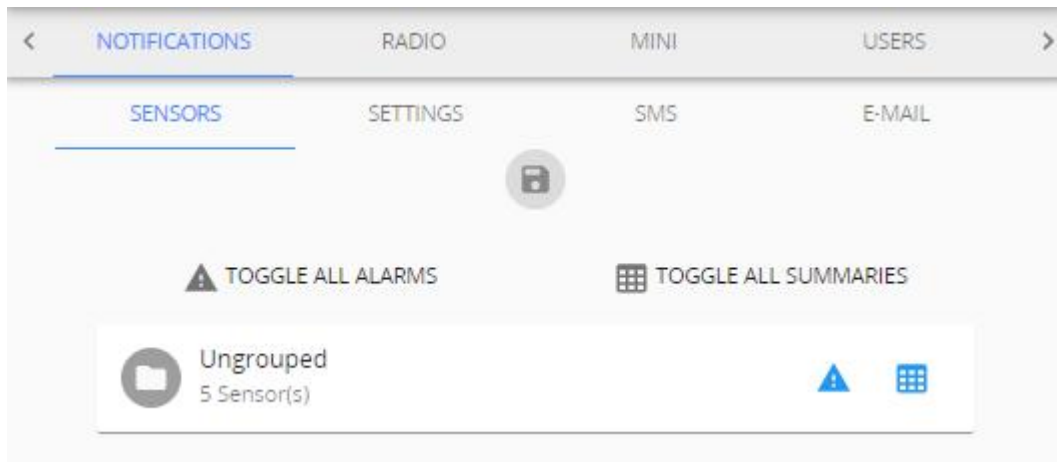 NOTIFICATIONS RADIO MINI USERS
SENSORS SETTINGS SMS E-MAIL
TOGGLE ALL ALARMS TOGGLE ALL SUMMARIES
Ungrouped
5 Sensor(s)